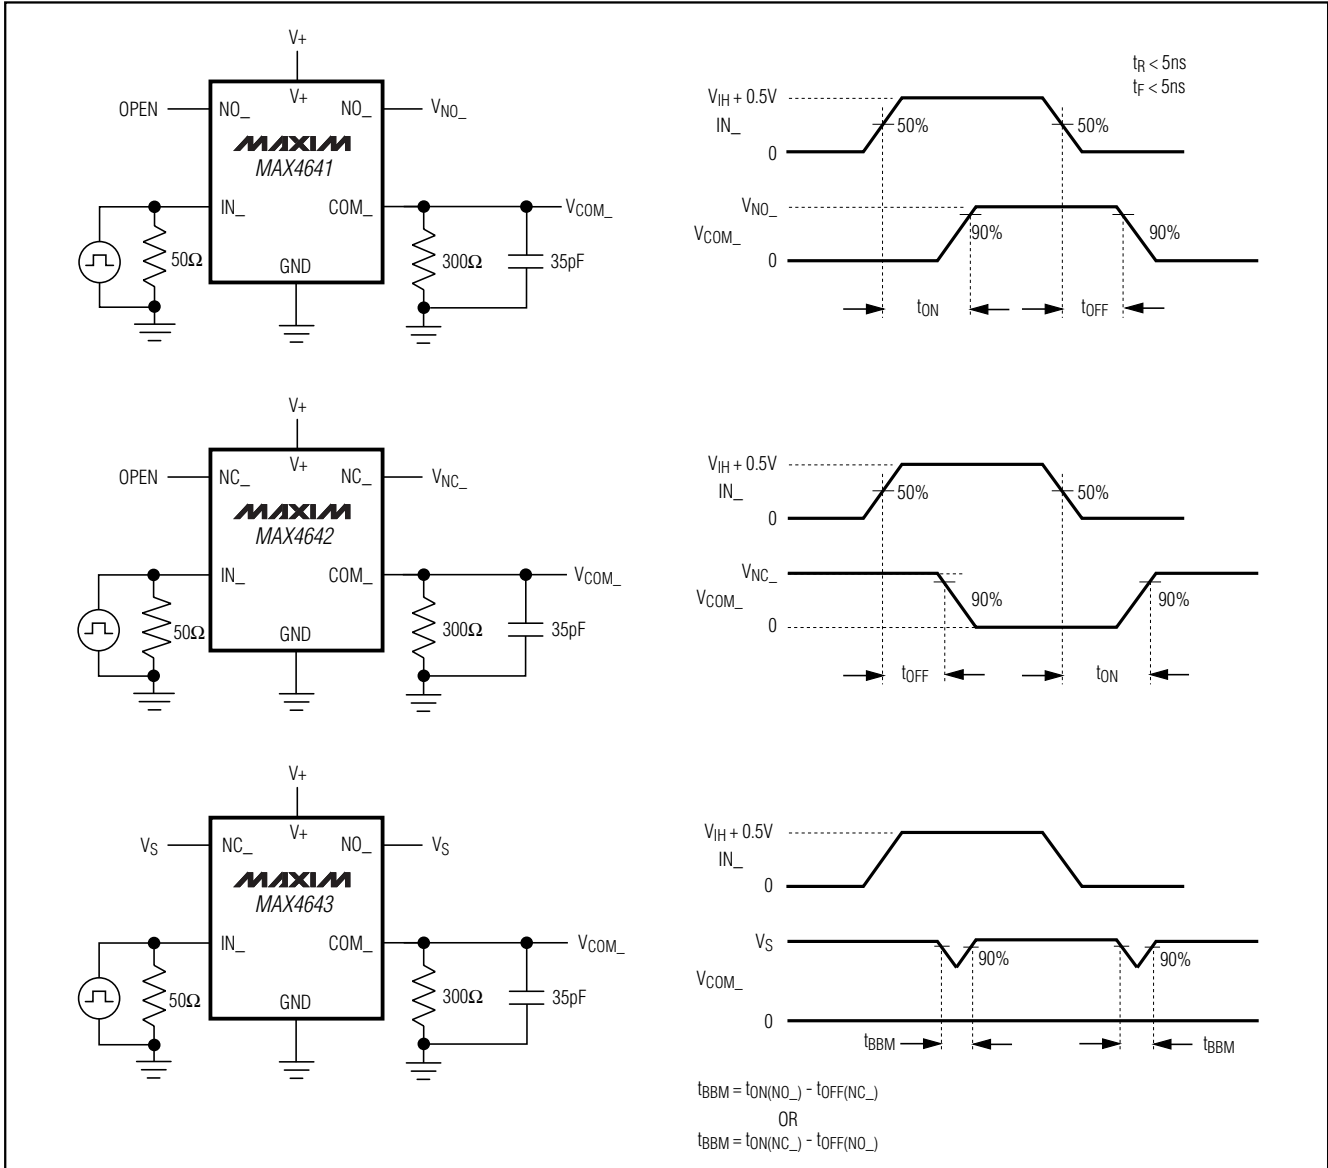 V+
V+
OPEN NO_ NO_ V_NO_
MAXIM
MAX4641
IN_ COM_ V_COM_
50Ω 300Ω 35pF
GND
t_R < 5ns
t_F < 5ns
V_IH + 0.5V
IN_ 50% 50%
0
V_NO_
V_COM_ 90% 90%
0
t_ON t_OFF
V+
V+
OPEN NC_ NC_ V_NC_
MAXIM
MAX4642
IN_ COM_ V_COM_
50Ω 300Ω 35pF
GND
V_IH + 0.5V
IN_ 50% 50%
0
V_NC_
V_COM_ 90% 90%
0
t_OFF t_ON
V+
V+
V_S NC_ NO_ V_S
MAXIM
MAX4643
IN_ COM_ V_COM_
50Ω 300Ω 35pF
GND
V_IH + 0.5V
IN_
0
V_S
90% 90%
V_COM_
0
t_BBM t_BBM
t_BBM = t_ON(NO_) - t_OFF(NC_)
OR
t_BBM = t_ON(NC_) - t_OFF(NO_)